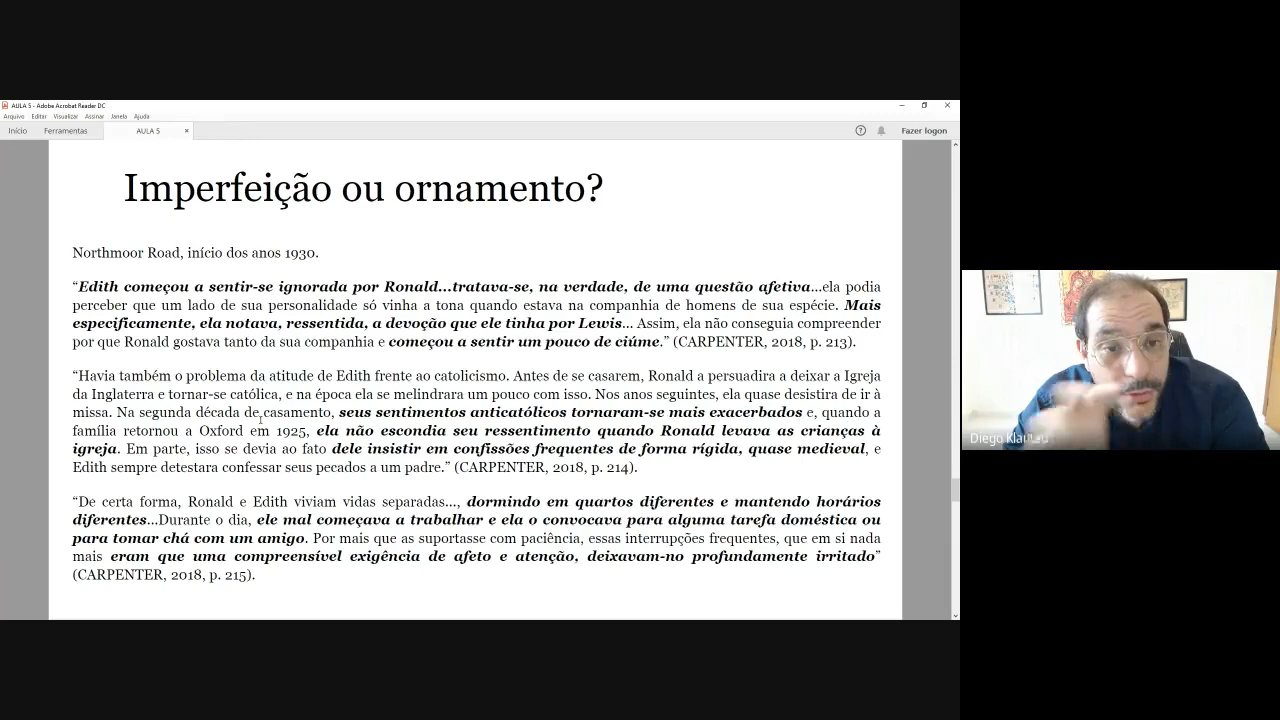 AULA 5 - Adobe Acrobat Reader DC
Arquivo Editar Visualizar Assinar Janela Ajuda
Início Ferramentas AULA 5 × ? Fazer logon
Imperfeição ou ornamento?
Northmoor Road, início dos anos 1930.
“Edith começou a sentir-se ignorada por Ronald...tratava-se, na verdade, de uma questão afetiva...ela podia
perceber que um lado de sua personalidade só vinha a tona quando estava na companhia de homens de sua espécie. Mais
especificamente, ela notava, ressentida, a devoção que ele tinha por Lewis... Assim, ela não conseguia compreender
por que Ronald gostava tanto da sua companhia e começou a sentir um pouco de ciúme.” (CARPENTER, 2018, p. 213).
“Havia também o problema da atitude de Edith frente ao catolicismo. Antes de se casarem, Ronald a persuadira a deixar a Igreja
da Inglaterra e tornar-se católica, e na época ela se melindrara um pouco com isso. Nos anos seguintes, ela quase desistira de ir à
missa. Na segunda década de casamento, seus sentimentos anticatólicos tornaram-se mais exacerbados e, quando a
família retornou a Oxford em 1925, ela não escondia seu ressentimento quando Ronald levava as crianças à
igreja. Em parte, isso se devia ao fato dele insistir em confissões frequentes de forma rígida, quase medieval, e
Edith sempre detestara confessar seus pecados a um padre.” (CARPENTER, 2018, p. 214).
“De certa forma, Ronald e Edith viviam vidas separadas..., dormindo em quartos diferentes e mantendo horários
diferentes...Durante o dia, ele mal começava a trabalhar e ela o convocava para alguma tarefa doméstica ou
para tomar chá com um amigo. Por mais que as suportasse com paciência, essas interrupções frequentes, que em si nada
mais eram que uma compreensível exigência de afeto e atenção, deixavam-no profundamente irritado”
(CARPENTER, 2018, p. 215).
Diego